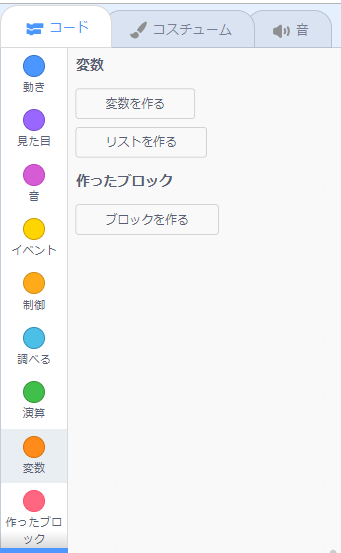 コード
コスチューム
音
動き
見た目
音
イベント
制御
調べる
演算
変数
作ったブロ
ック
変数
変数を作る
リストを作る
作ったブロック
ブロックを作る